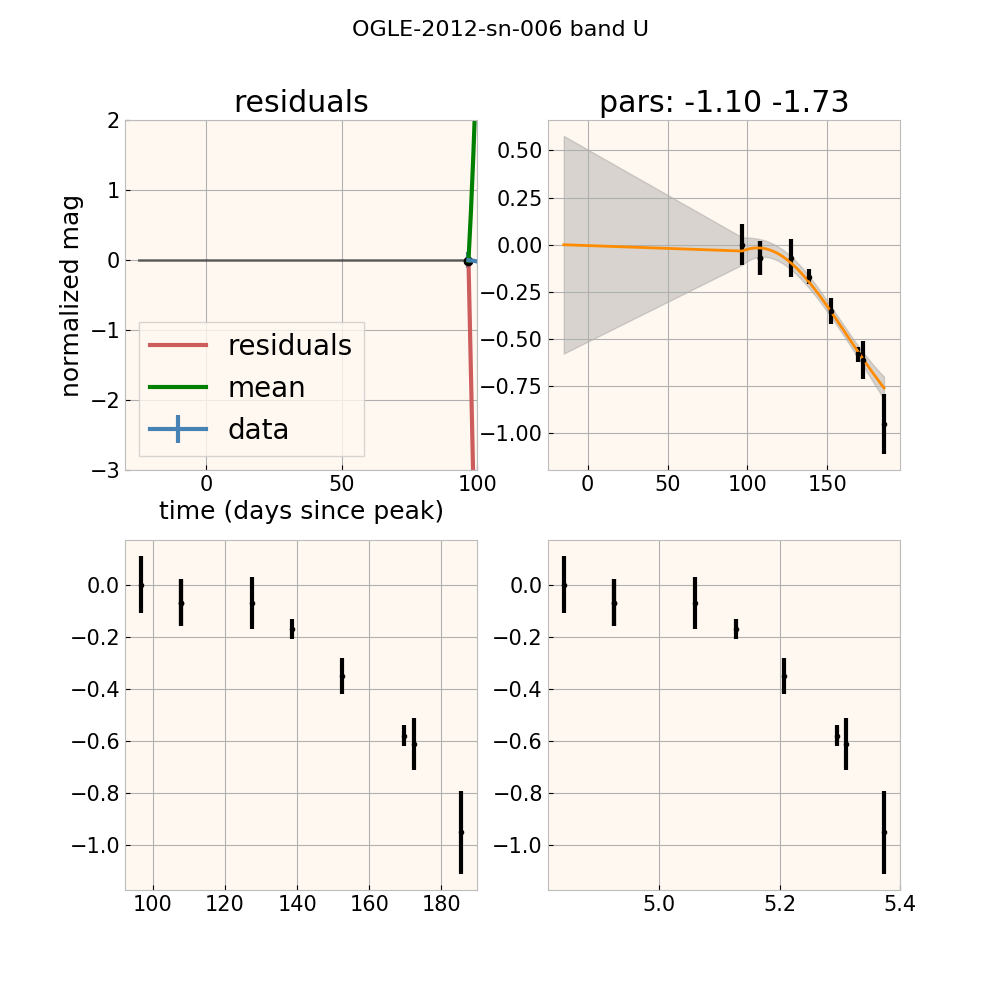 OGLE-2012-sn-006 band U
residuals
pars: -1.10 -1.73
normalized mag
2
1
0
−1
−2
−3
residuals
mean
data
0 50 100
time (days since peak)
0.50
0.25
0.00
−0.25
−0.50
−0.75
−1.00
0 50 100 150
0.0
−0.2
−0.4
−0.6
−0.8
−1.0
100 120 140 160 180
0.0
−0.2
−0.4
−0.6
−0.8
−1.0
5.0 5.2 5.4